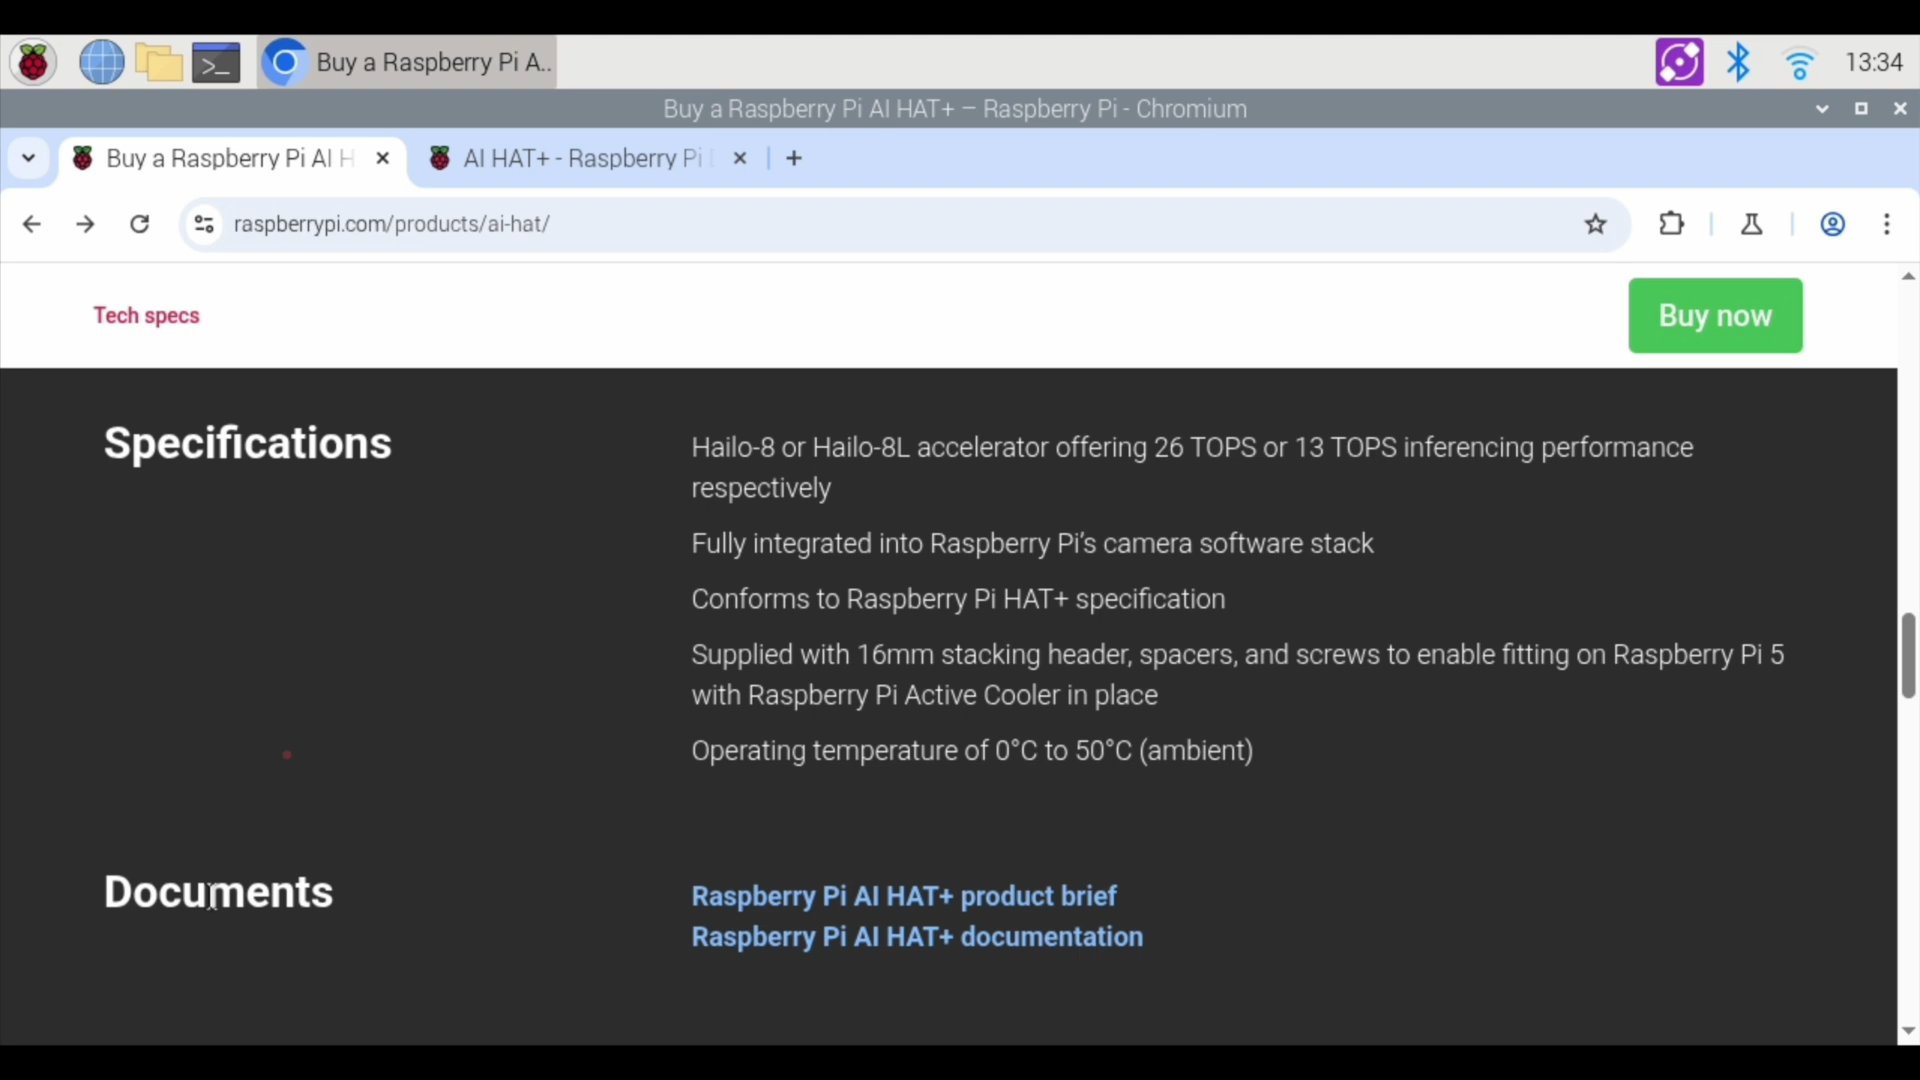 Buy a Raspberry Pi A..
13:34
Buy a Raspberry Pi AI HAT+ – Raspberry Pi - Chromium
Buy a Raspberry Pi AI H
AI HAT+ - Raspberry Pi
raspberrypi.com/products/ai-hat/
Tech specs
Buy now
Specifications
Hailo-8 or Hailo-8L accelerator offering 26 TOPS or 13 TOPS inferencing performance
respectively
Fully integrated into Raspberry Pi’s camera software stack
Conforms to Raspberry Pi HAT+ specification
Supplied with 16mm stacking header, spacers, and screws to enable fitting on Raspberry Pi 5
with Raspberry Pi Active Cooler in place
Operating temperature of 0°C to 50°C (ambient)
Documents
Raspberry Pi AI HAT+ product brief
Raspberry Pi AI HAT+ documentation